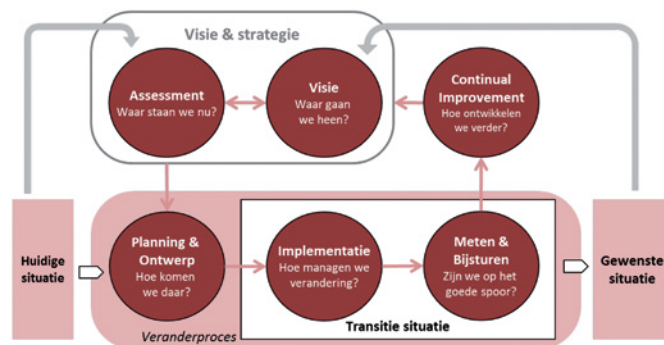 Visie & strategie
Assessment
Waar staan we nu?
Visie
Waar gaan
we heen?
Continual
Improvement
Hoe ontwikkelen
we verder?
Huidige
situatie
Planning &
Ontwerp
Hoe komen
we daar?
Implementatie
Hoe managen we
verandering?
Meten &
Bijsturen
Zijn we op het
goede spoor?
Gewenste
situatie
Transitie situatie
Veranderproces